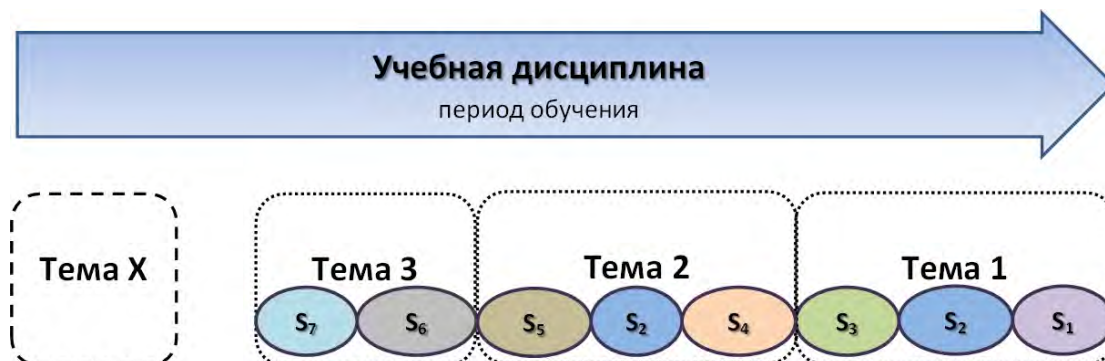 Учебная дисциплина
период обучения
Тема X Тема 3 Тема 2 Тема 1
S₇ S₆ S₅ S₂ S₄ S₃ S₂ S₁